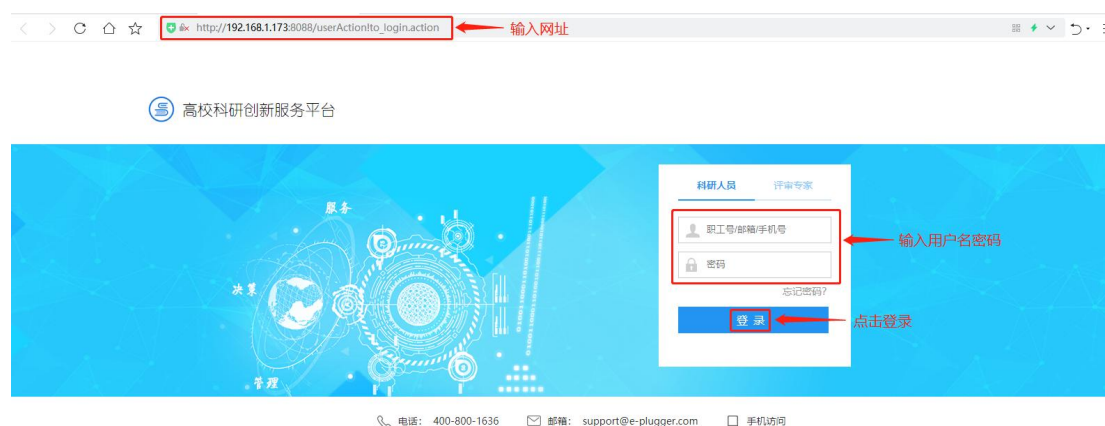 http://192.168.1.173:8088/userAction!to_login.action
输入网址
高校科研创新服务平台
科研人员 评审专家
服务
职工号/邮箱/手机号
输入用户名密码
密码
决策
忘记密码?
登 录
点击登录
管理
电话： 400-800-1636 邮箱： support@e-plugger.com 手机访问